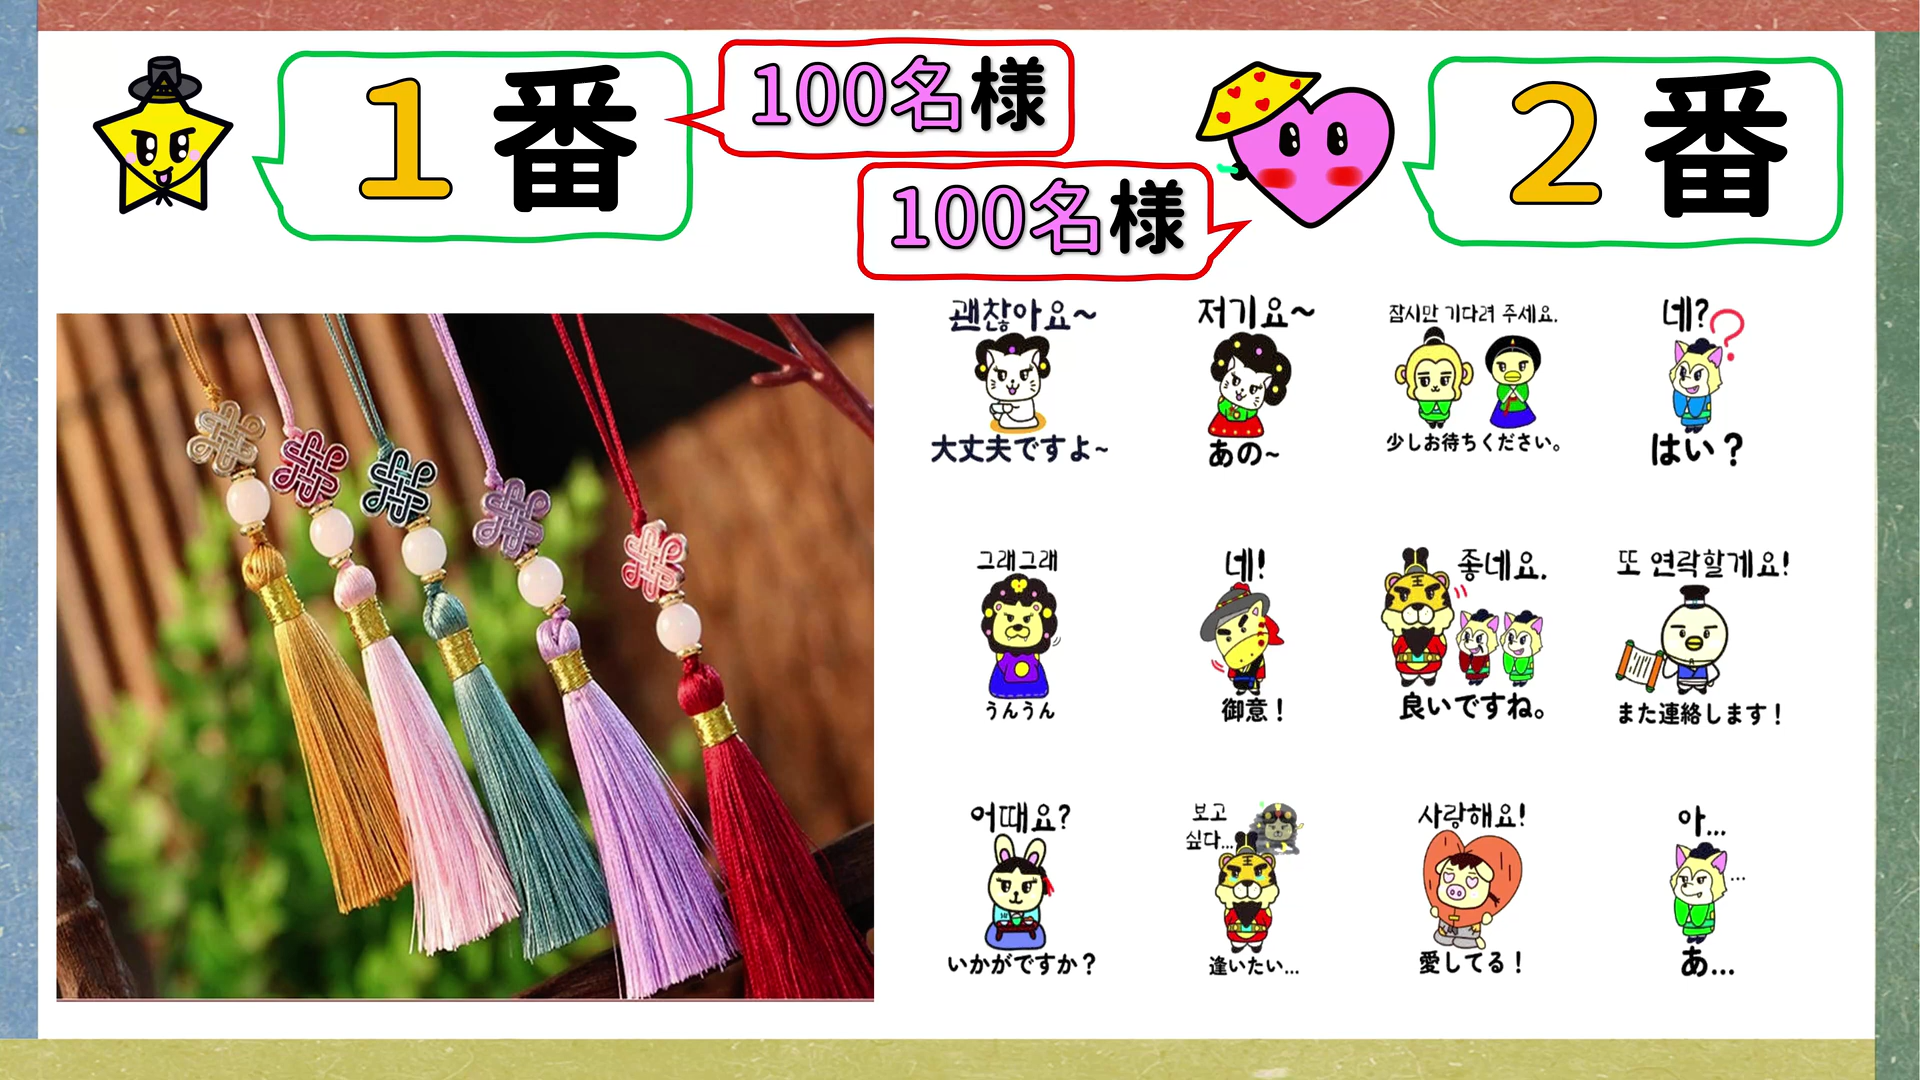 1番
100名様
100名様
2番
괜찮아요~
大丈夫ですよ~
저기요~
あの~
잠시만 기다려 주세요.
少しお待ちください。
네?
はい？
그래그래
うんうん
네!
御意！
좋네요.
良いですね。
또 연락할게요!
また連絡します！
어때요?
いかがですか？
보고
싶다...
逢いたい...
사랑해요!
愛してる！
아...
...
あ...